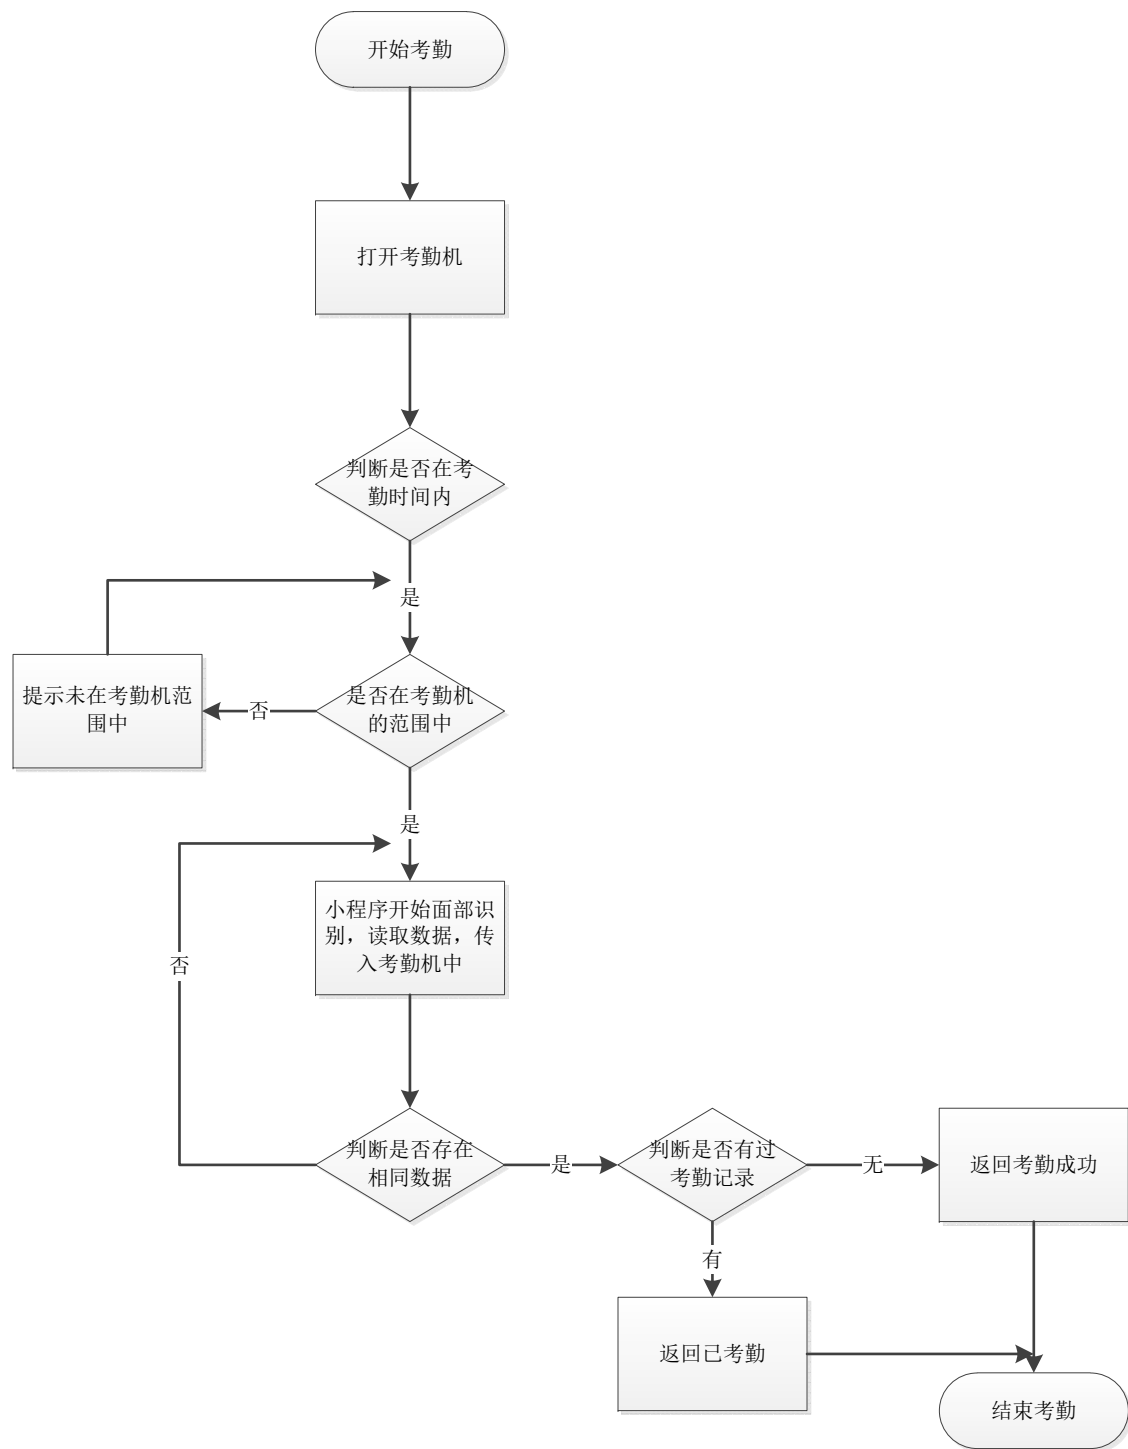 开始考勤
打开考勤机
判断是否在考
勤时间内
是
提示未在考勤机范
围中
否
是否在考勤机
的范围中
是
小程序开始面部识
别，读取数据，传
入考勤机中
否
判断是否存在
相同数据
是
判断是否有过
考勤记录
无
返回考勤成功
有
返回已考勤
结束考勤